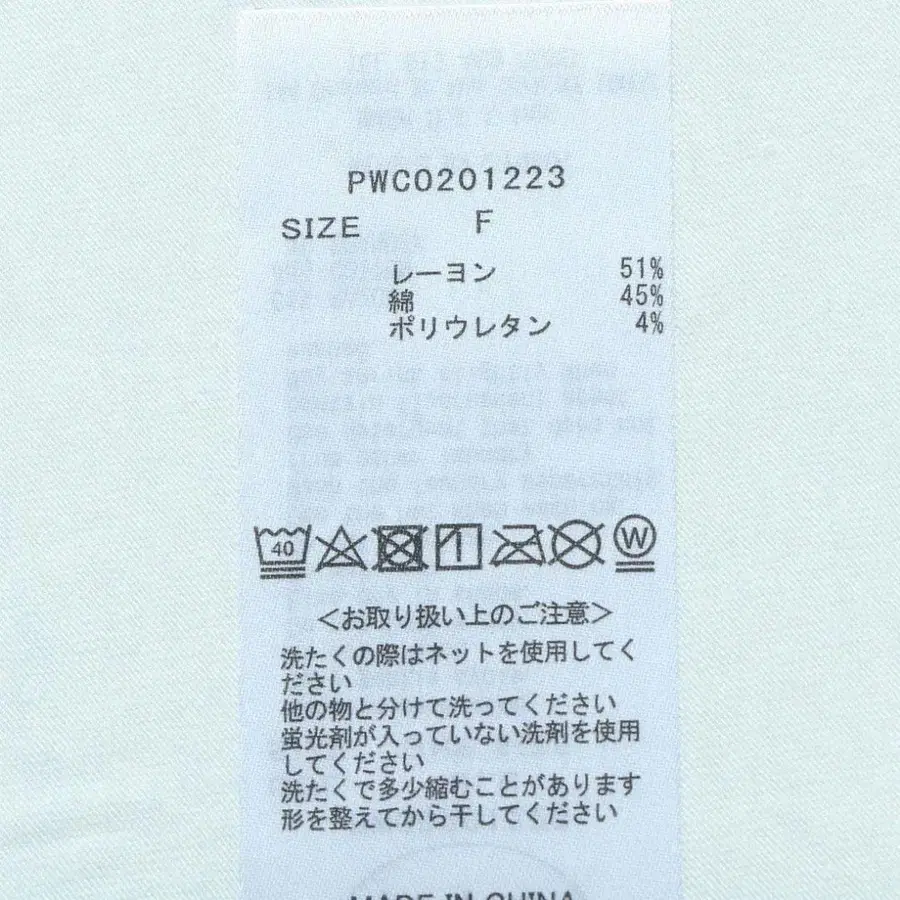 PWC0201223
SIZE F
レーヨン 51%
綿 45%
ポリウレタン 4%
40 W
<お取り扱い上のご注意>
洗たくの際はネットを使用してく
ださい
他の物と分けて洗ってください
蛍光剤が入っていない洗剤を使用
してください
洗たくで多少縮むことがあります
形を整えてから干してください
MADE IN CHINA